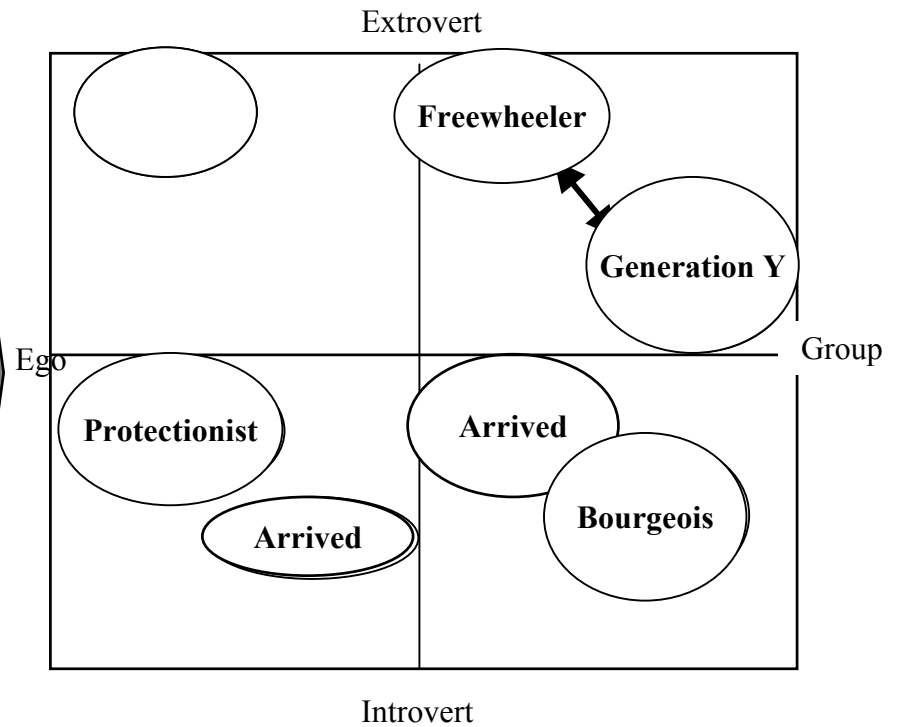 Extrovert
Freewheeler
Generation Y
Ego
Group
Protectionist
Arrived
Arrived
Bourgeois
Introvert